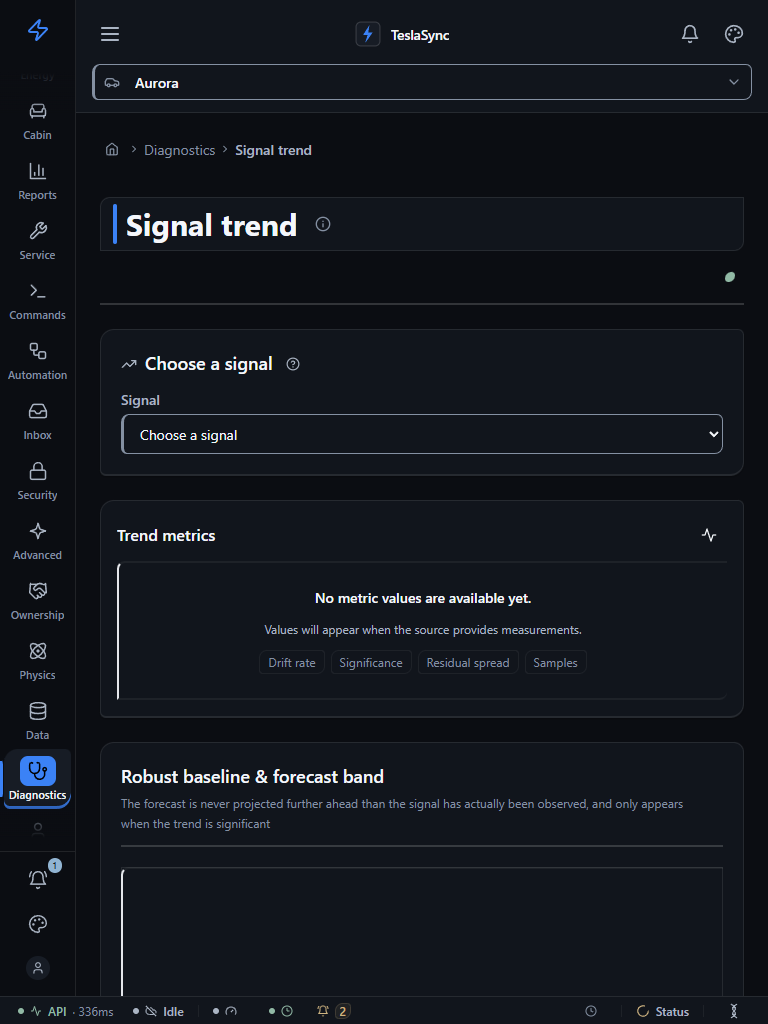 TeslaSync
Aurora
Diagnostics
Signal trend
Signal trend
Choose a signal
Signal
Choose a signal
Trend metrics
No metric values are available yet.
Values will appear when the source provides measurements.
Drift rate
Significance
Residual spread
Samples
Robust baseline & forecast band
The forecast is never projected further ahead than the signal has actually been observed, and only appears
when the trend is significant
Energy
Cabin
Reports
Service
Commands
Automation
Inbox
Security
Advanced
Ownership
Physics
Data
Diagnostics
1
API · 336ms
Idle
2
Status